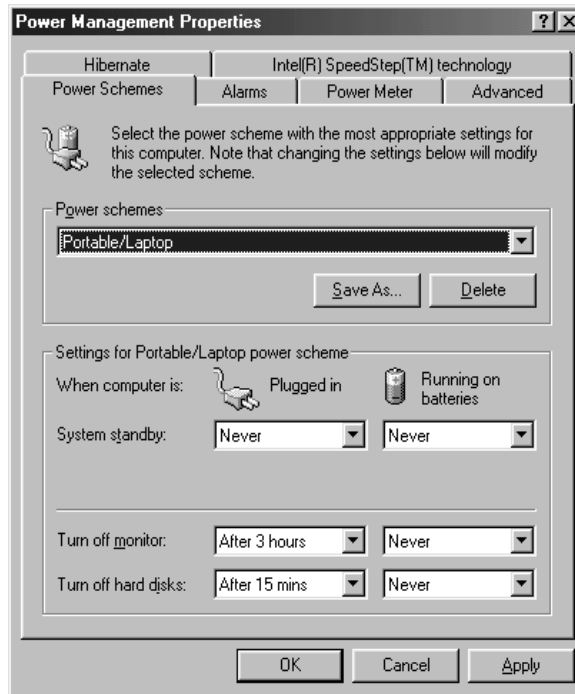 Power Management Properties
Hibernate
Intel(R) SpeedStep(TM) technology
Power Schemes
Alarms
Power Meter
Advanced
Select the power scheme with the most appropriate settings for
this computer. Note that changing the settings below will modify
the selected scheme.
Power schemes
Portable/Laptop
Save As...
Delete
Settings for Portable/Laptop power scheme
When computer is:
Plugged in
Running on
batteries
System standby:
Never
Never
Turn off monitor:
After 3 hours
Never
Turn off hard disks:
After 15 mins
Never
OK
Cancel
Apply